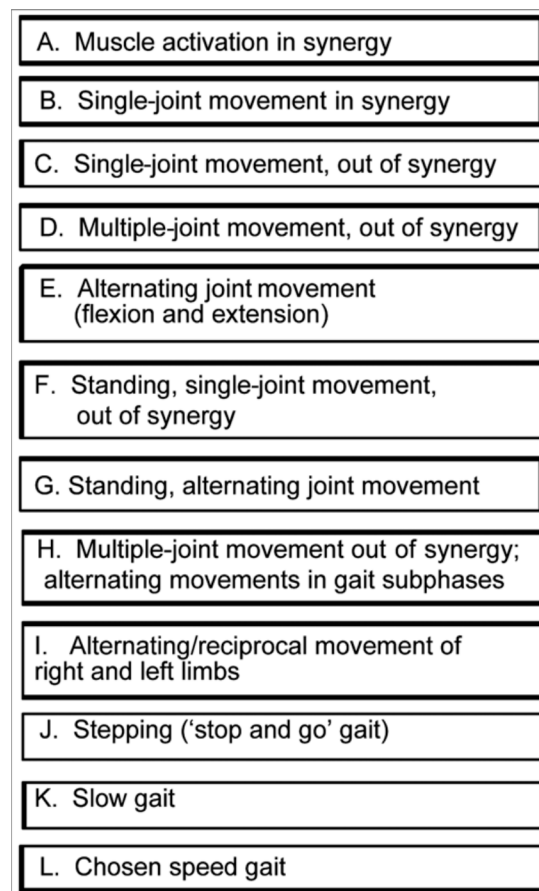 A. Muscle activation in synergy
B. Single-joint movement in synergy
C. Single-joint movement, out of synergy
D. Multiple-joint movement, out of synergy
E. Alternating joint movement
(flexion and extension)
F. Standing, single-joint movement,
out of synergy
G. Standing, alternating joint movement
H. Multiple-joint movement out of synergy;
alternating movements in gait subphases
I. Alternating/reciprocal movement of
right and left limbs
J. Stepping (‘stop and go’ gait)
K. Slow gait
L. Chosen speed gait